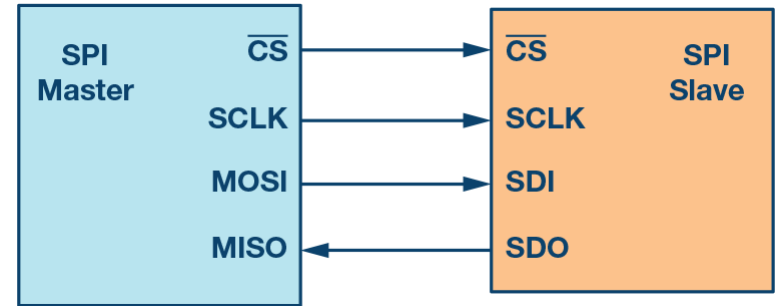 SPI
Master
CS̅
SCLK
MOSI
MISO
CS̅
SCLK
SDI
SDO
SPI
Slave